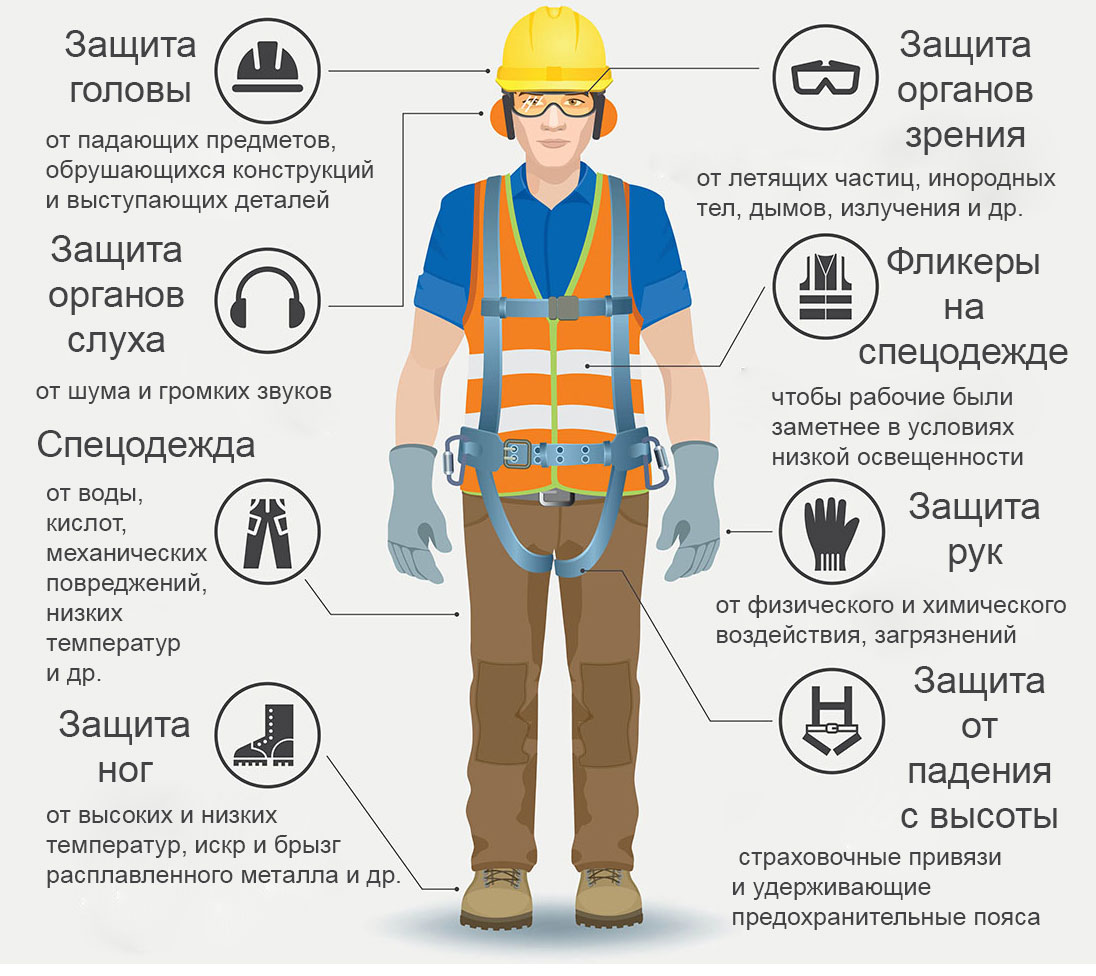 Защита
головы
от падающих предметов,
обрушающихся конструкций
и выступающих деталей
Защита
органов
слуха
от шума и громких звуков
Спецодежда
от воды,
кислот,
механических
повреджений,
низких
температур
и др.
Защита
ног
от высоких и низких
температур, искр и брызг
расплавленного металла и др.
Защита
органов
зрения
от летящих частиц, инородных
тел, дымов, излучения и др.
Фликеры
на
спецодежде
чтобы рабочие были
заметнее в условиях
низкой освещенности
Защита
рук
от физического и химического
воздействия, загрязнений
Защита
от
падения
с высоты
страховочные привязи
и удерживающие
предохранительные пояса